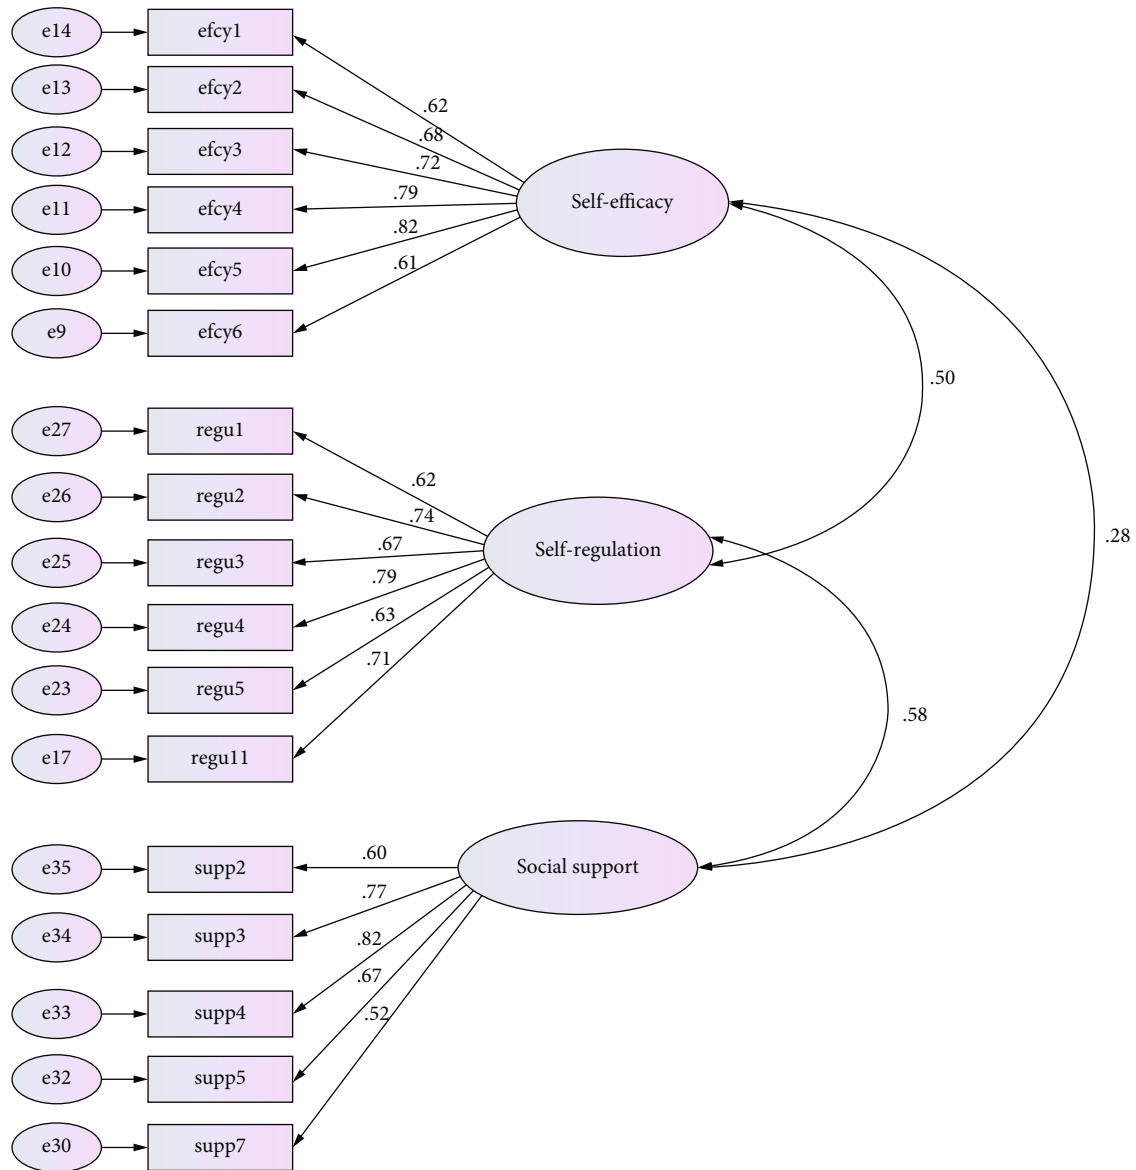 e14 efcy1
e13 efcy2
e12 efcy3
e11 efcy4
e10 efcy5
e9 efcy6
.62
.68
.72
.79
.82
.61
Self-efficacy
e27 regu1
e26 regu2
e25 regu3
e24 regu4
e23 regu5
e17 regu11
.62
.74
.67
.79
.63
.71
Self-regulation
e35 supp2
e34 supp3
e33 supp4
e32 supp5
e30 supp7
.60
.77
.82
.67
.52
Social support
.50
.28
.58